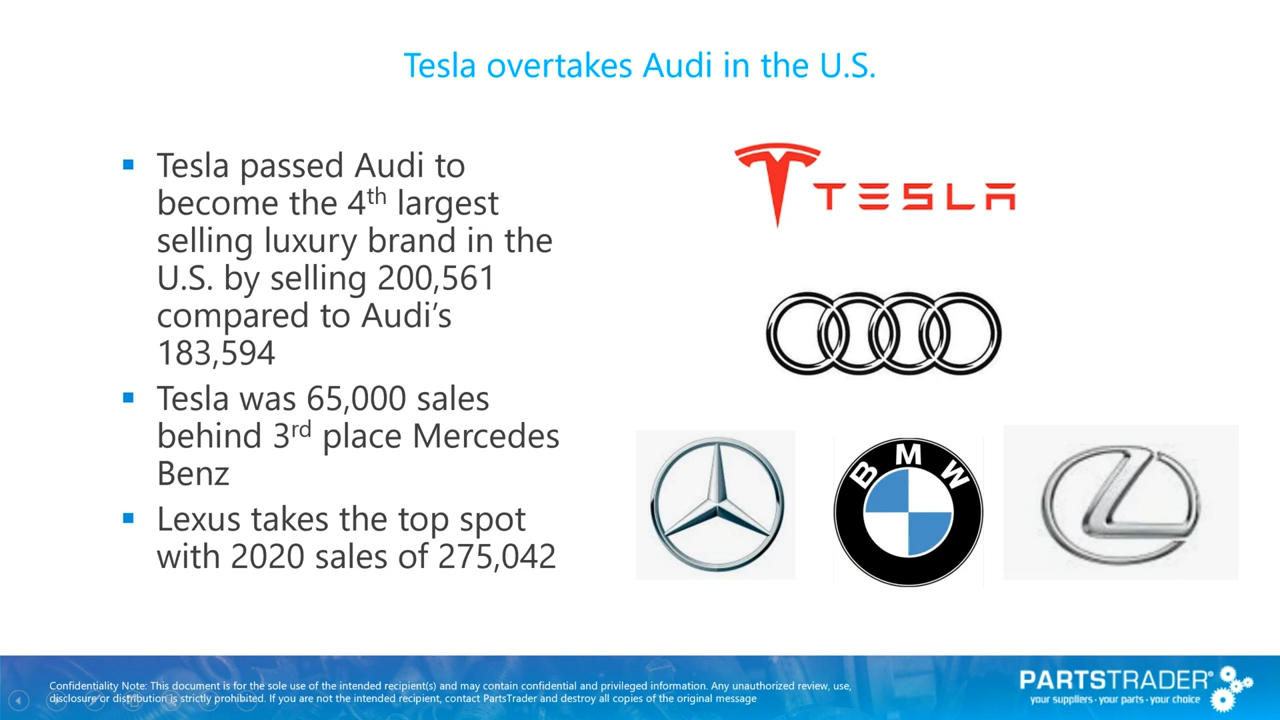 Tesla overtakes Audi in the U.S.
▪ Tesla passed Audi to
become the 4th largest
selling luxury brand in the
U.S. by selling 200,561
compared to Audi’s
183,594
▪ Tesla was 65,000 sales
behind 3rd place Mercedes
Benz
▪ Lexus takes the top spot
with 2020 sales of 275,042
TESLA
BMW
Confidentiality Note: This document is for the sole use of the intended recipient(s) and may contain confidential and privileged information. Any unauthorized review, use,
disclosure or distribution is strictly prohibited. If you are not the intended recipient, contact PartsTrader and destroy all copies of the original message
PARTSTRADER®
your suppliers · your parts · your choice